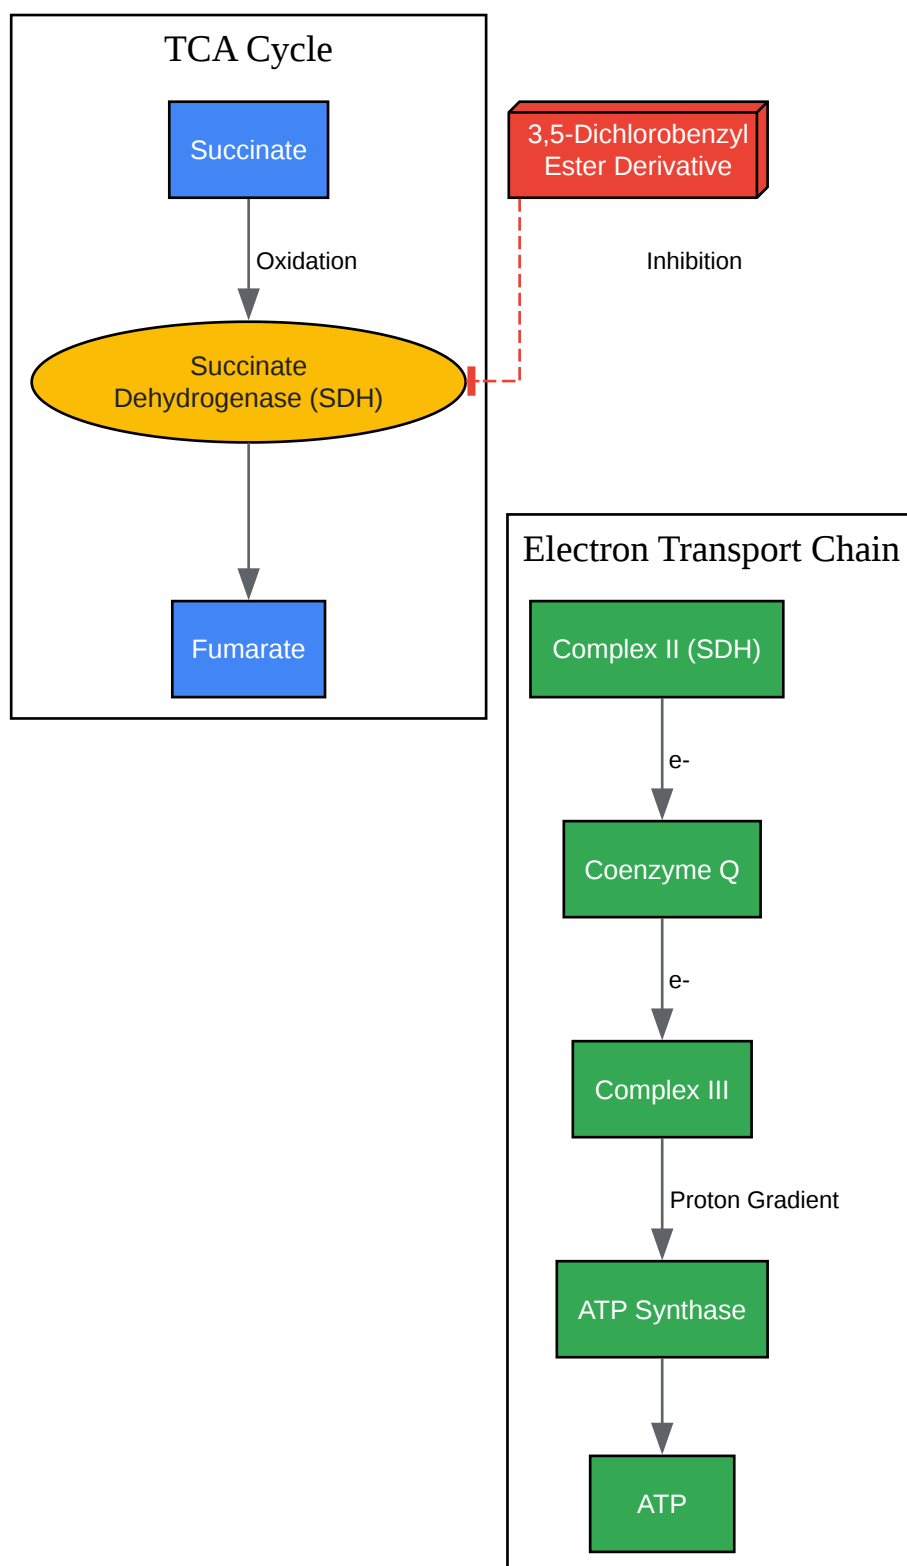 TCA Cycle
Succinate
3,5-Dichlorobenzyl
Ester Derivative
Oxidation
Inhibition
Succinate
Dehydrogenase (SDH)
Electron Transport Chain
Fumarate
Complex II (SDH)
e-
Coenzyme Q
e-
Complex III
Proton Gradient
ATP Synthase
ATP